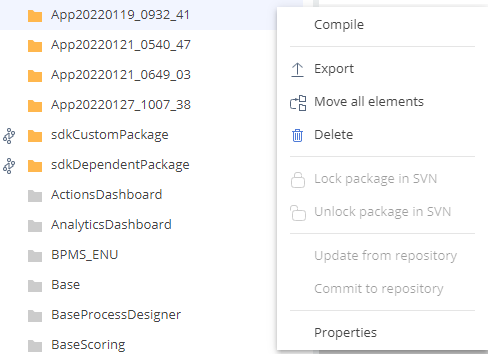 App20220119_0932_41
App20220121_0540_47
App20220121_0649_03
App20220127_1007_38
sdkCustomPackage
sdkDependentPackage
ActionsDashboard
AnalyticsDashboard
BPMS_ENU
Base
BaseProcessDesigner
BaseScoring
Compile
Export
Move all elements
Delete
Lock package in SVN
Unlock package in SVN
Update from repository
Commit to repository
Properties